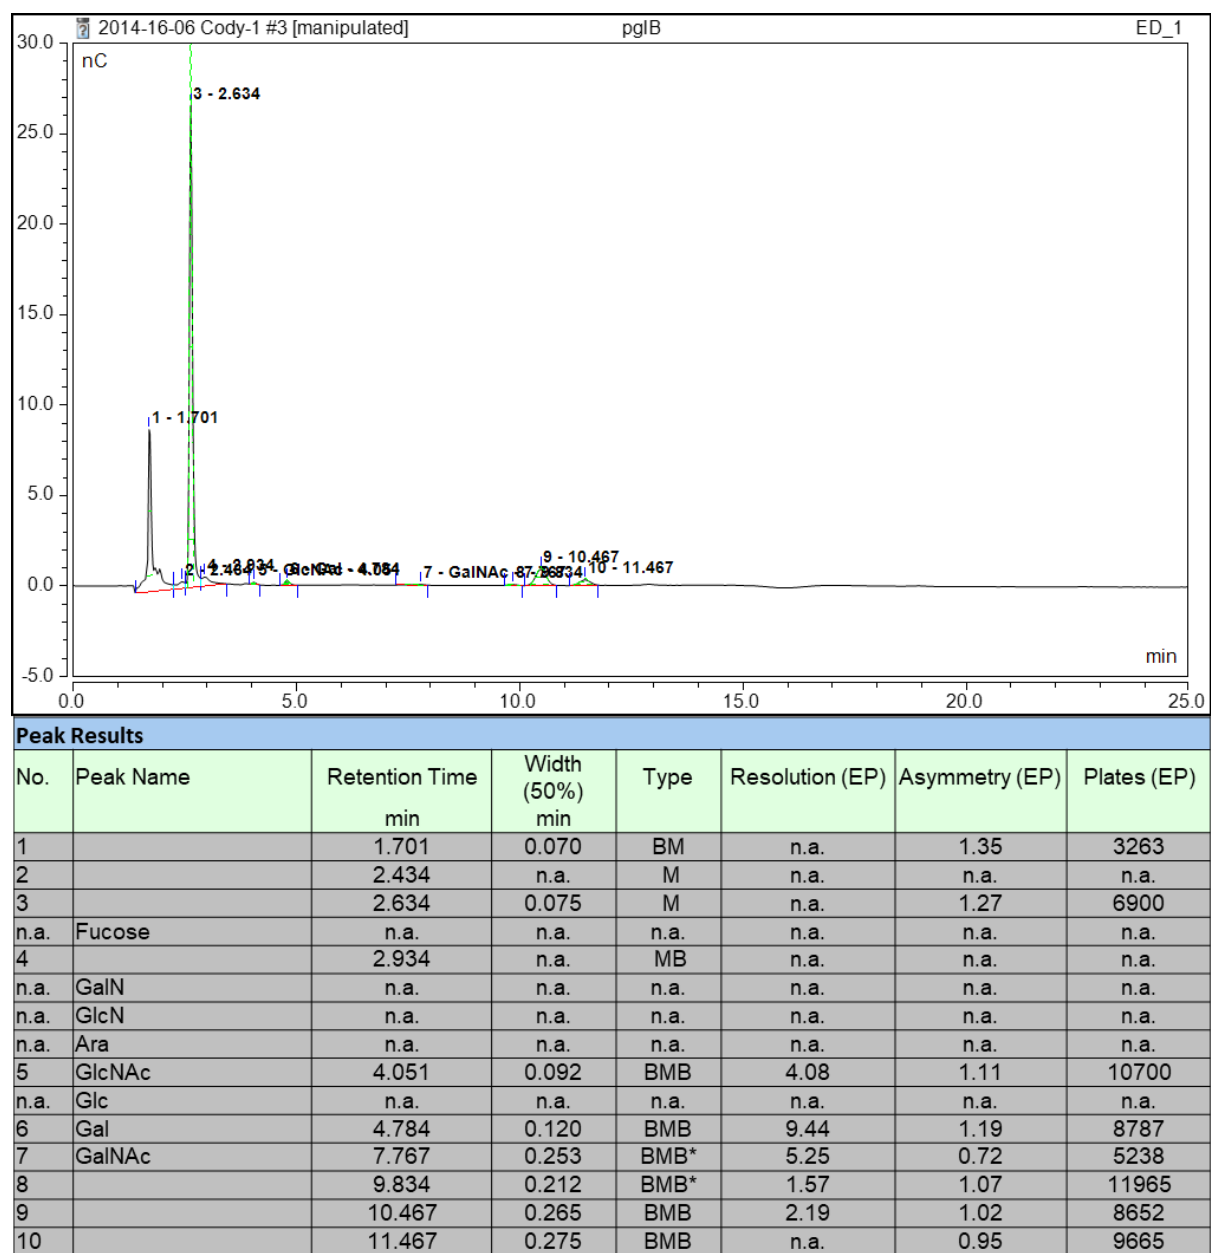 2014-16-06 Cody-1 #3 [manipulated] pglB ED_1
30.0
nC
3 - 2.634
25.0
20.0
15.0
10.0
1 - 1.701
5.0
9 - 10.467
4 - 2.934
10 - 11.467
7 - GalNAc
0.0
min
-5.0
0.0 5.0 10.0 15.0 20.0 25.0
Peak Results
No. Peak Name Retention Time Width (50%) Type Resolution (EP) Asymmetry (EP) Plates (EP)
min min
1 1.701 0.070 BM n.a. 1.35 3263
2 2.434 n.a. M n.a. n.a. n.a.
3 2.634 0.075 M n.a. 1.27 6900
n.a. Fucose n.a. n.a. n.a. n.a. n.a. n.a.
4 2.934 n.a. MB n.a. n.a. n.a.
n.a. GalN n.a. n.a. n.a. n.a. n.a. n.a.
n.a. GlcN n.a. n.a. n.a. n.a. n.a. n.a.
n.a. Ara n.a. n.a. n.a. n.a. n.a. n.a.
5 GlcNAc 4.051 0.092 BMB 4.08 1.11 10700
n.a. Glc n.a. n.a. n.a. n.a. n.a. n.a.
6 Gal 4.784 0.120 BMB 9.44 1.19 8787
7 GalNAc 7.767 0.253 BMB* 5.25 0.72 5238
8 9.834 0.212 BMB* 1.57 1.07 11965
9 10.467 0.265 BMB 2.19 1.02 8652
10 11.467 0.275 BMB n.a. 0.95 9665